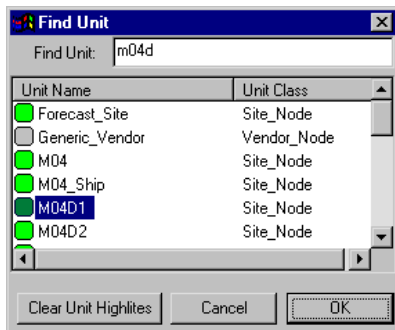 Find Unit
Find Unit: m04d
Unit Name Unit Class
Forecast_Site Site_Node
Generic_Vendor Vendor_Node
M04 Site_Node
M04_Ship Site_Node
M04D1 Site_Node
M04D2 Site_Node
Clear Unit Highlites Cancel OK